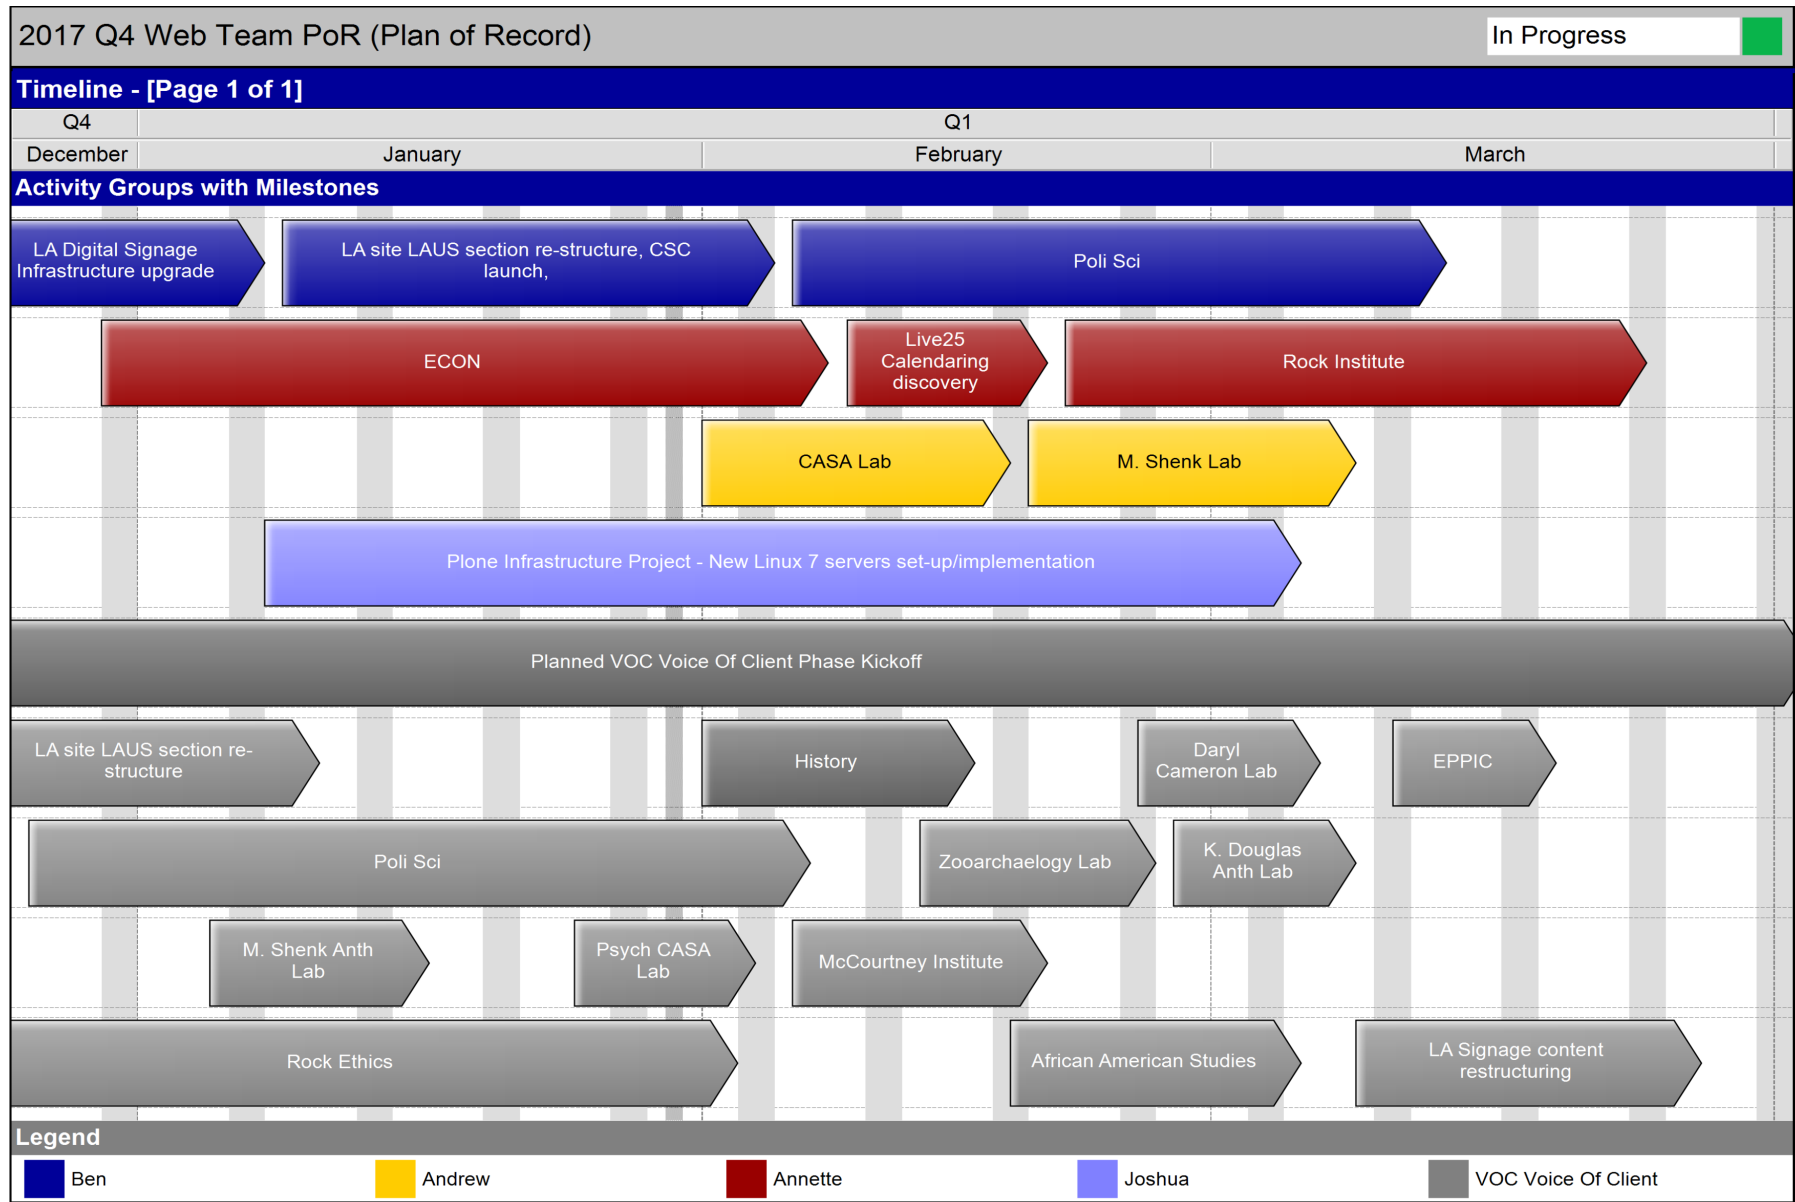 2017 Q4 Web Team PoR (Plan of Record)
In Progress
Timeline - [Page 1 of 1]
Q4
Q1
December
January
February
March
Activity Groups with Milestones
LA Digital Signage
Infrastructure upgrade
LA site LAUS section re-structure, CSC
launch,
Poli Sci
ECON
Live25
Calendaring
discovery
Rock Institute
CASA Lab
M. Shenk Lab
Plone Infrastructure Project - New Linux 7 servers set-up/implementation
Planned VOC Voice Of Client Phase Kickoff
LA site LAUS section re-
structure
History
Daryl
Cameron Lab
EPPIC
Poli Sci
Zooarchaelogy Lab
K. Douglas
Anth Lab
M. Shenk Anth
Lab
Psych CASA
Lab
McCourtney Institute
Rock Ethics
African American Studies
LA Signage content
restructuring
Legend
Ben
Andrew
Annette
Joshua
VOC Voice Of Client